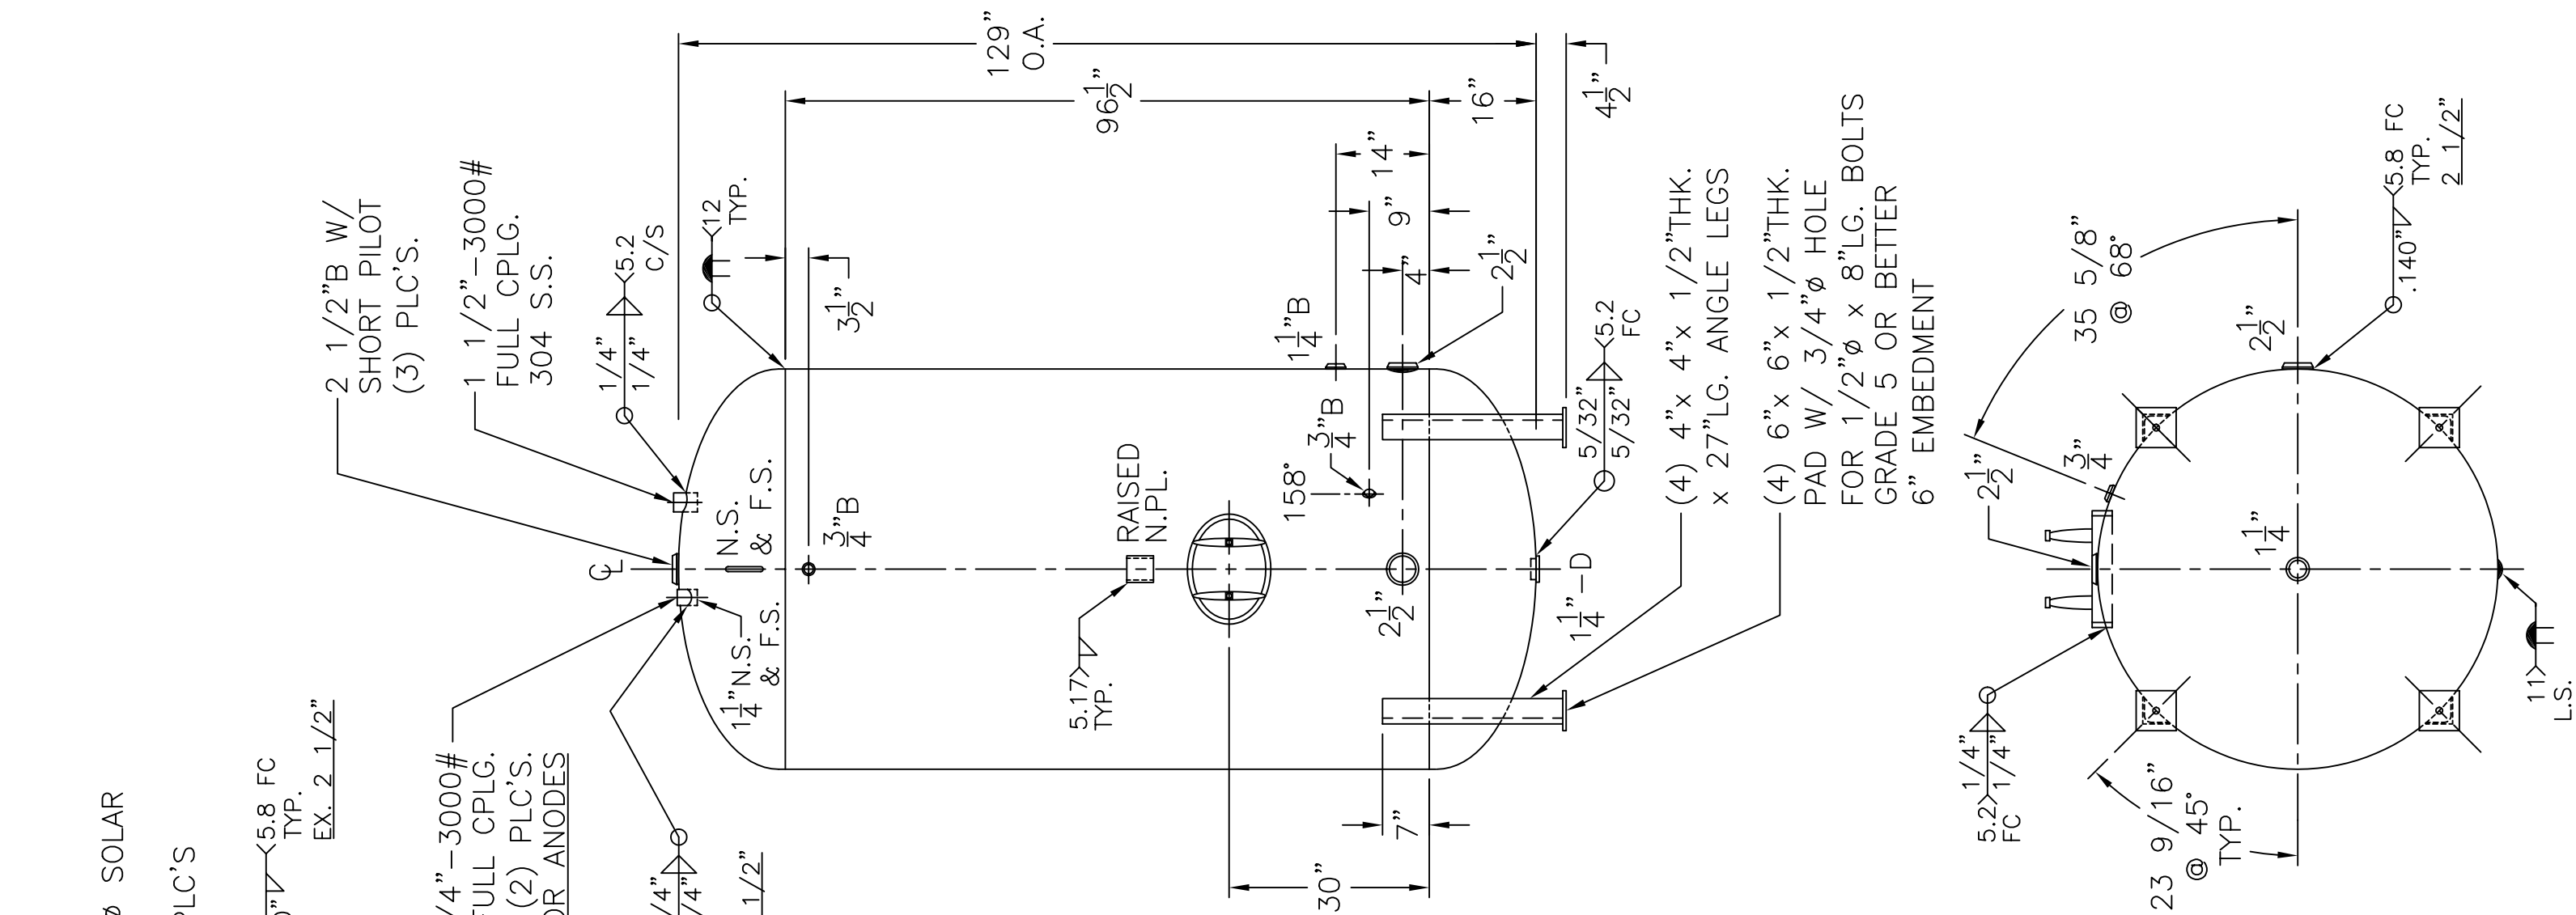 ø SOLAR
PLC'S
5.8 FC
TYP.
EX. 2 1/2"
/4"-3000#
FULL CPLG.
(2) PLC'S.
OR ANODES
/4"
/4"
1/2"
2 1/2"B W/
SHORT PILOT
(3) PLC'S.
1 1/2"-3000#
FULL CPLG.
304 S.S.
1/4"
1/4"
5.2
C/S
12
TYP.
129"
O.A.
96 1/2"
16"
4 1/2"
14"
9"
4"
3 1/2"
2 1/2"
CL
N.S.
& F.S.
3/4"B
1 1/4"N.S.
& F.S.
RAISED
N.PL.
5.17
TYP.
158°
3/4"B
1 1/4"B
2 1/2"
1 1/4"-D
5/32"
5/32"
5.2
FC
7"
30"
(4) 4"x 4"x 1/2"THK.
x 27"LG. ANGLE LEGS
(4) 6"x 6"x 1/2"THK.
PAD W/ 3/4"ø HOLE
FOR 1/2"ø x 8"LG. BOLTS
GRADE 5 OR BETTER
6" EMBEDMENT
35 5/8"
@ 68°
2 1/2"
3/4
2 1/2"
1 1/4"
5.8 FC
TYP.
2 1/2"
.140"
1/4"
1/4"
5.2
FC
23 9/16"
@ 45°
TYP.
11
L.S.